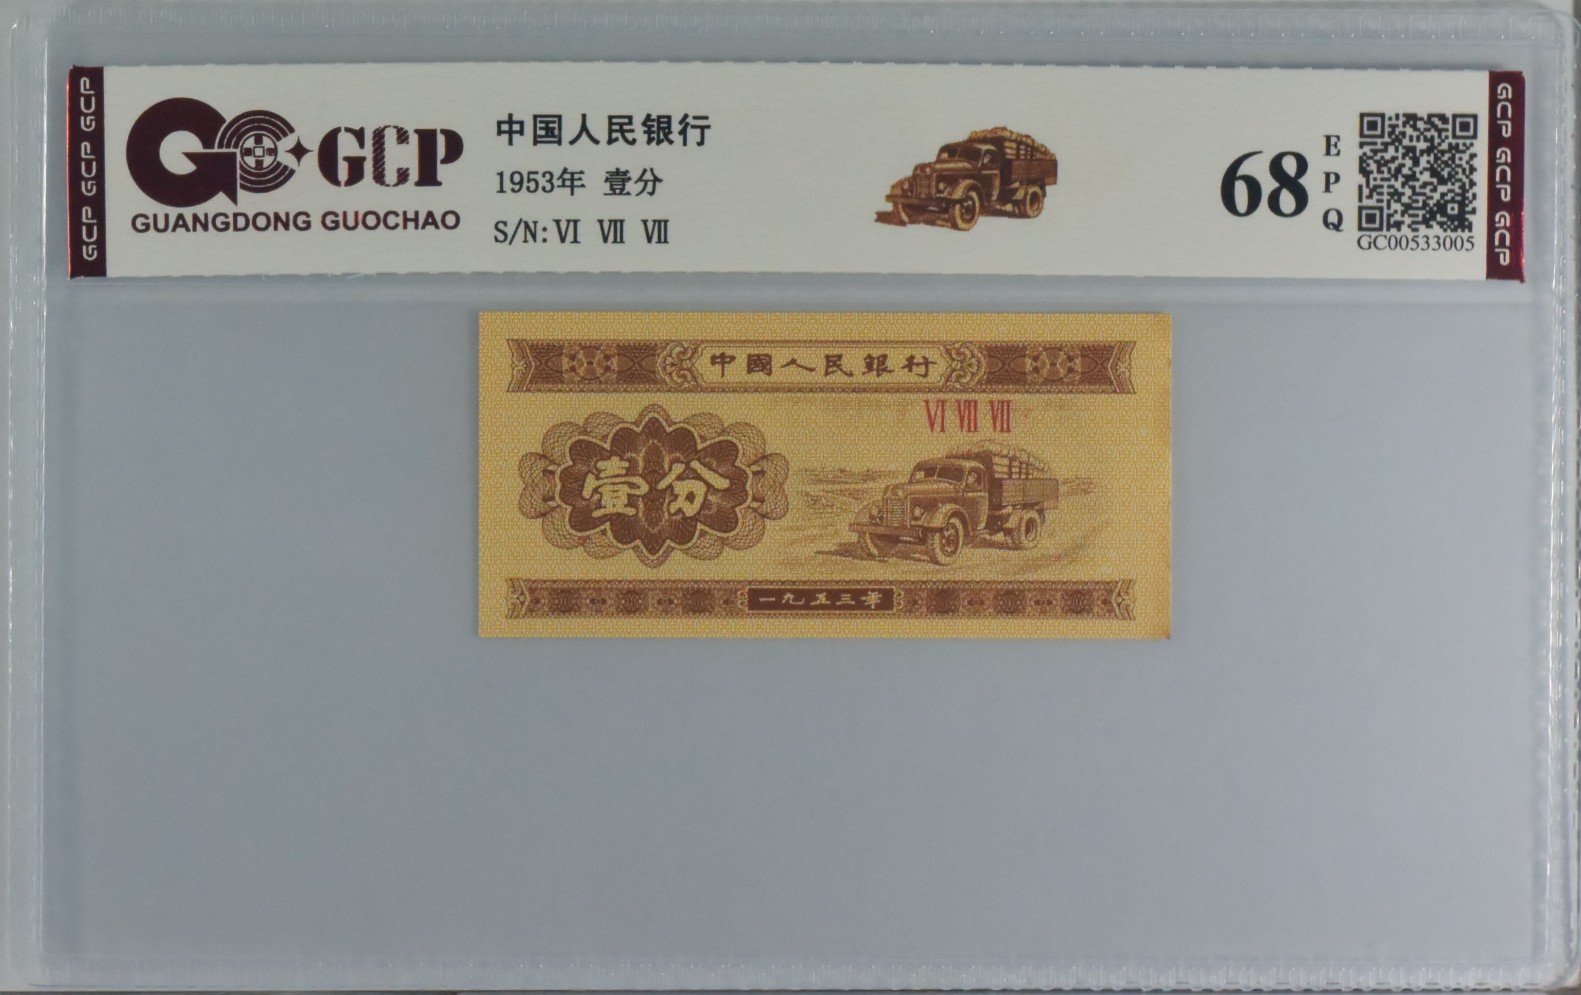 GCP GCP GCP
GCP
GUANGDONG GUOCHAO
中国人民银行
1953年 壹分
S/N:Ⅵ Ⅶ Ⅶ
68
EPQ
GC00533005
GCP GCP GCP
中國人民銀行
Ⅵ Ⅶ Ⅶ
壹分
一九五三年